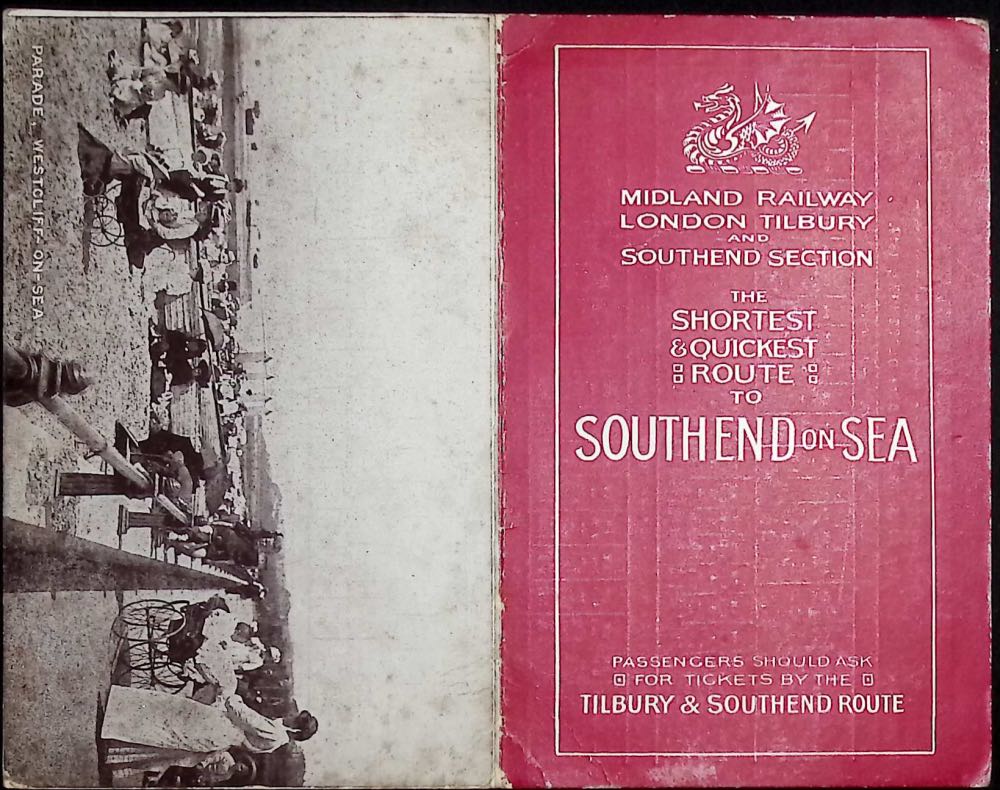 PARADE. WESTCLIFF-ON-SEA
MIDLAND RAILWAY
LONDON TILBURY
AND
SOUTHEND SECTION
THE
SHORTEST
& QUICKEST
ROUTE
TO
SOUTHEND ON SEA
PASSENGERS SHOULD ASK
FOR TICKETS BY THE
TILBURY & SOUTHEND ROUTE